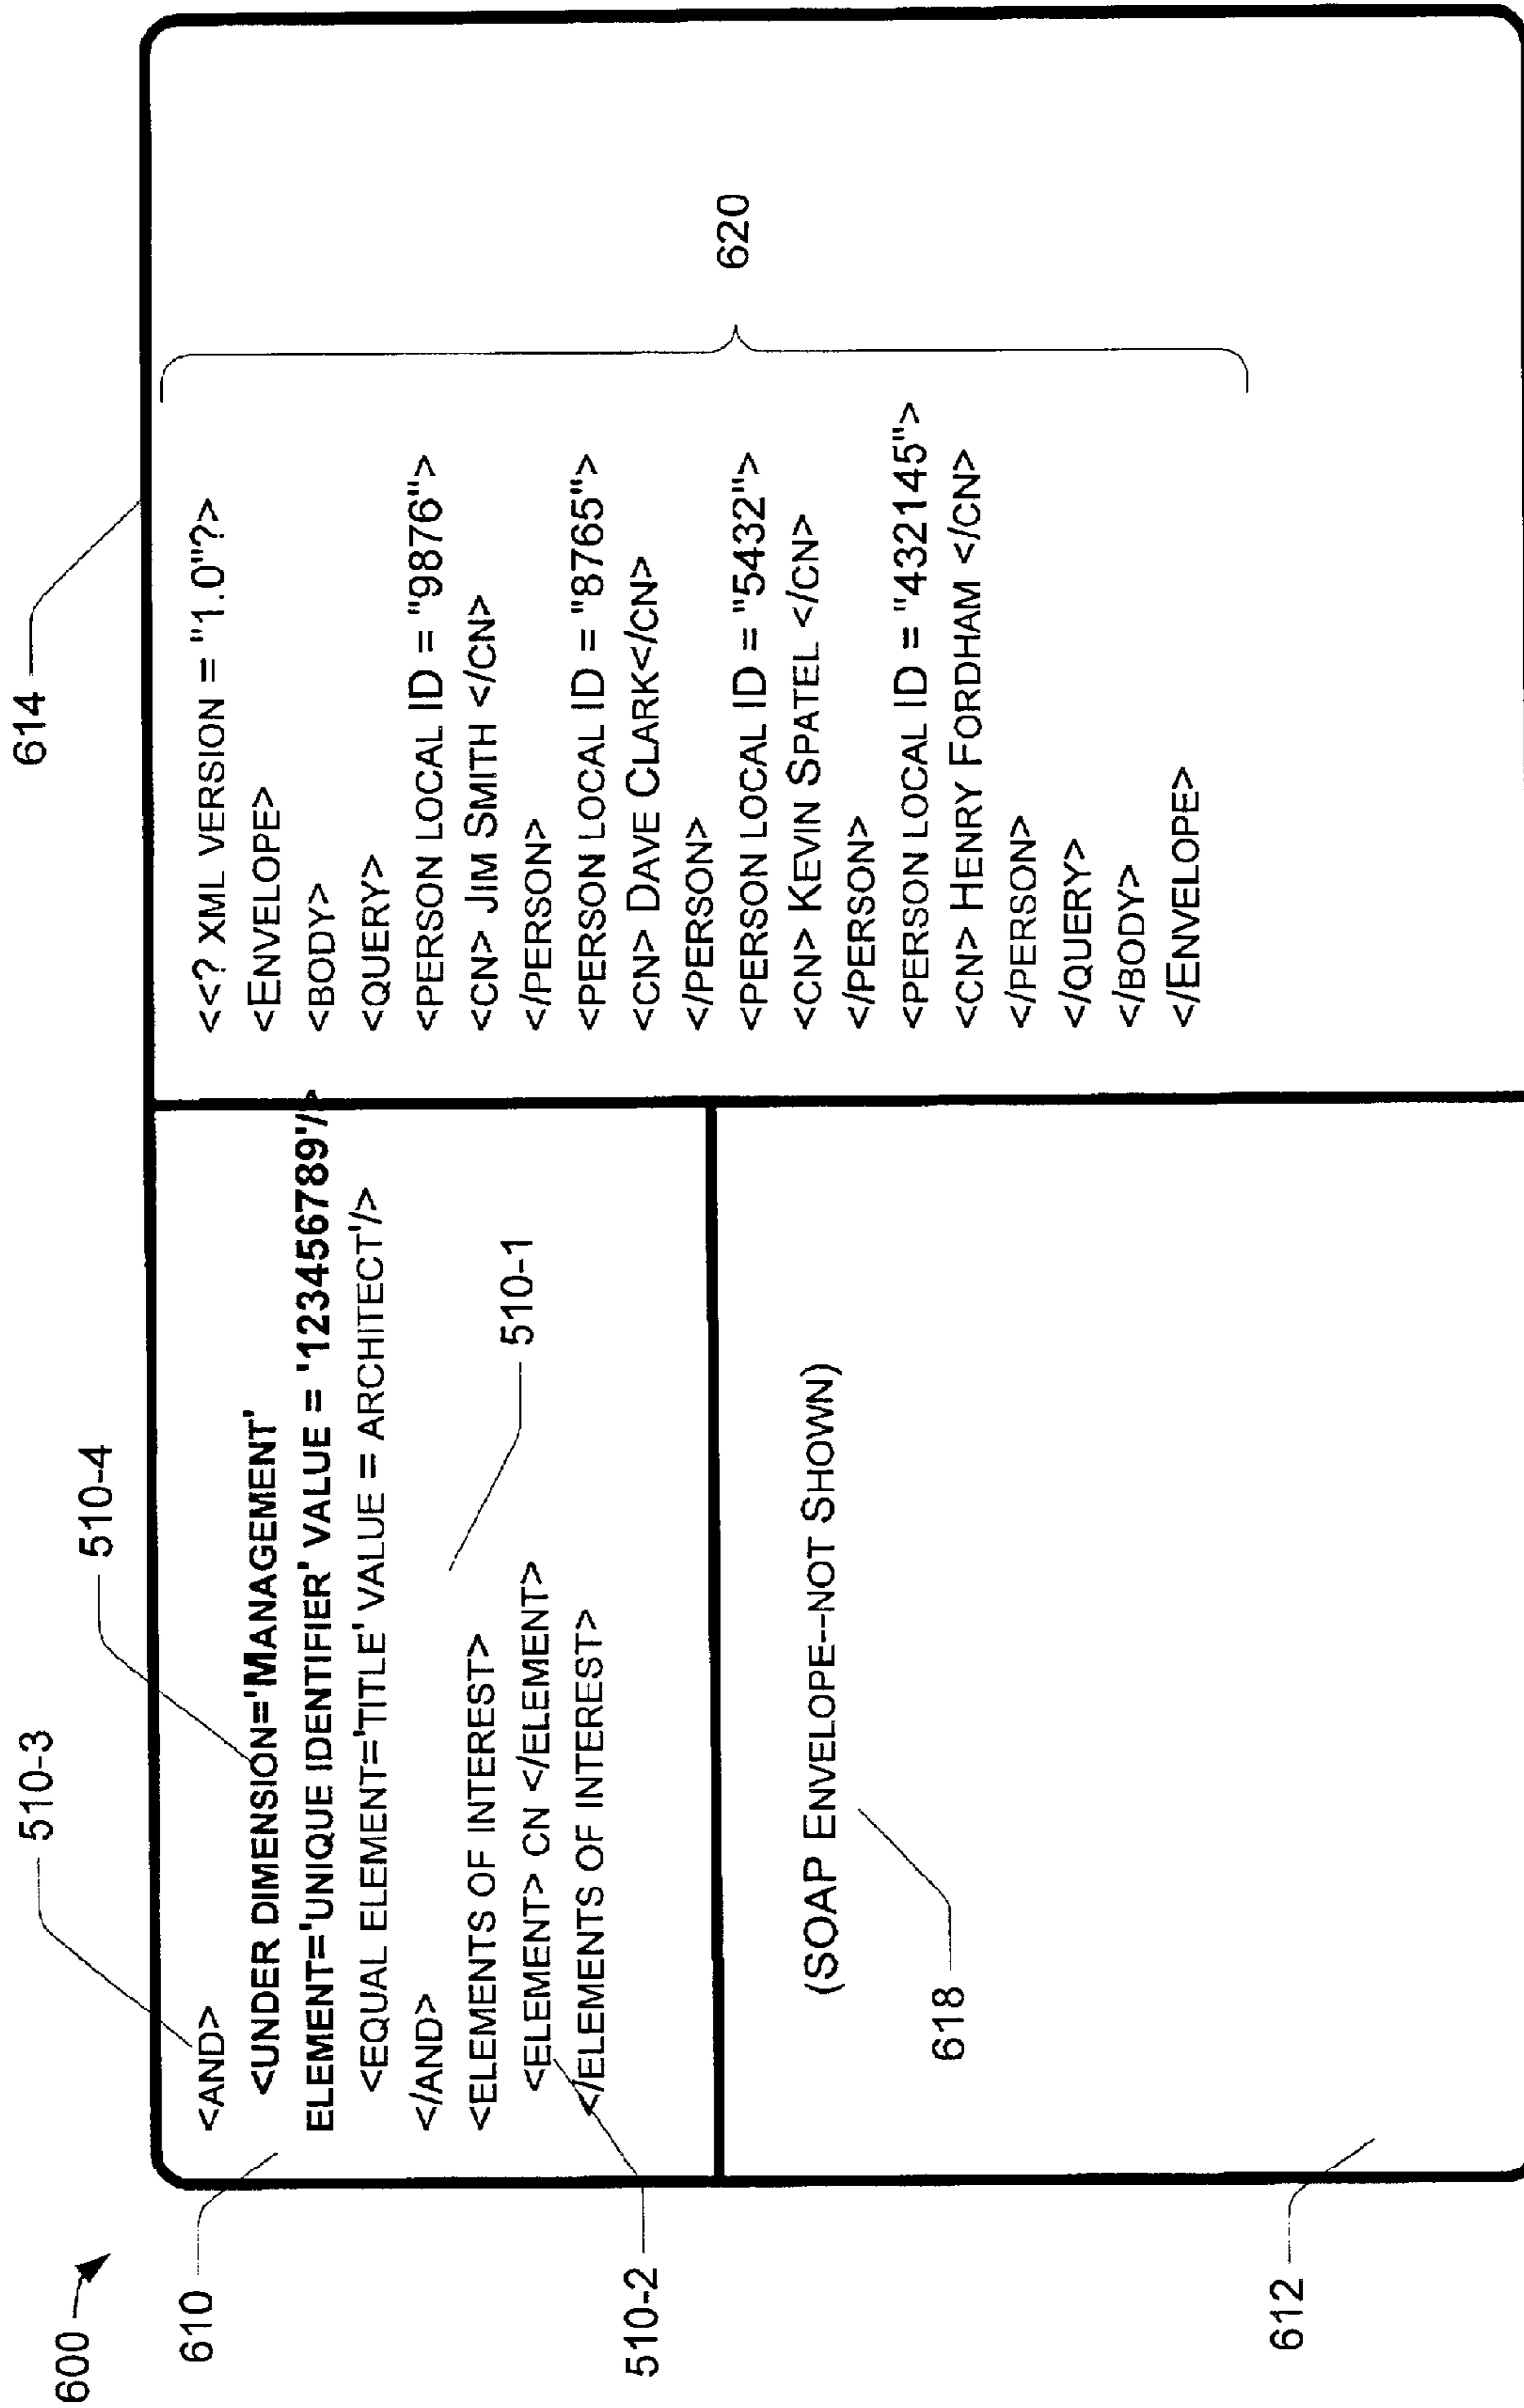 600
610
510-3
510-4
614
<AND>
<UNDER DIMENSION='MANAGEMENT'
ELEMENT='UNIQUE IDENTIFIER' VALUE = '123456789'/>
<EQUAL ELEMENT='TITLE' VALUE = ARCHITECT'/>
</AND>
<ELEMENTS OF INTEREST>
<ELEMENT> CN </ELEMENT>
</ELEMENTS OF INTEREST>
510-1
510-2
(SOAP ENVELOPE--NOT SHOWN)
618
612
<<? XML VERSION = "1.0"?>
<ENVELOPE>
<BODY>
<QUERY>
<PERSON LOCAL ID = "9876">
<CN> JIM SMITH </CN>
</PERSON>
<PERSON LOCAL ID = "8765">
<CN> DAVE CLARK</CN>
</PERSON>
<PERSON LOCAL ID = "5432">
<CN> KEVIN SPATEL </CN>
</PERSON>
<PERSON LOCAL ID = "432145">
<CN> HENRY FORDHAM </CN>
</PERSON>
</QUERY>
</BODY>
</ENVELOPE>
620